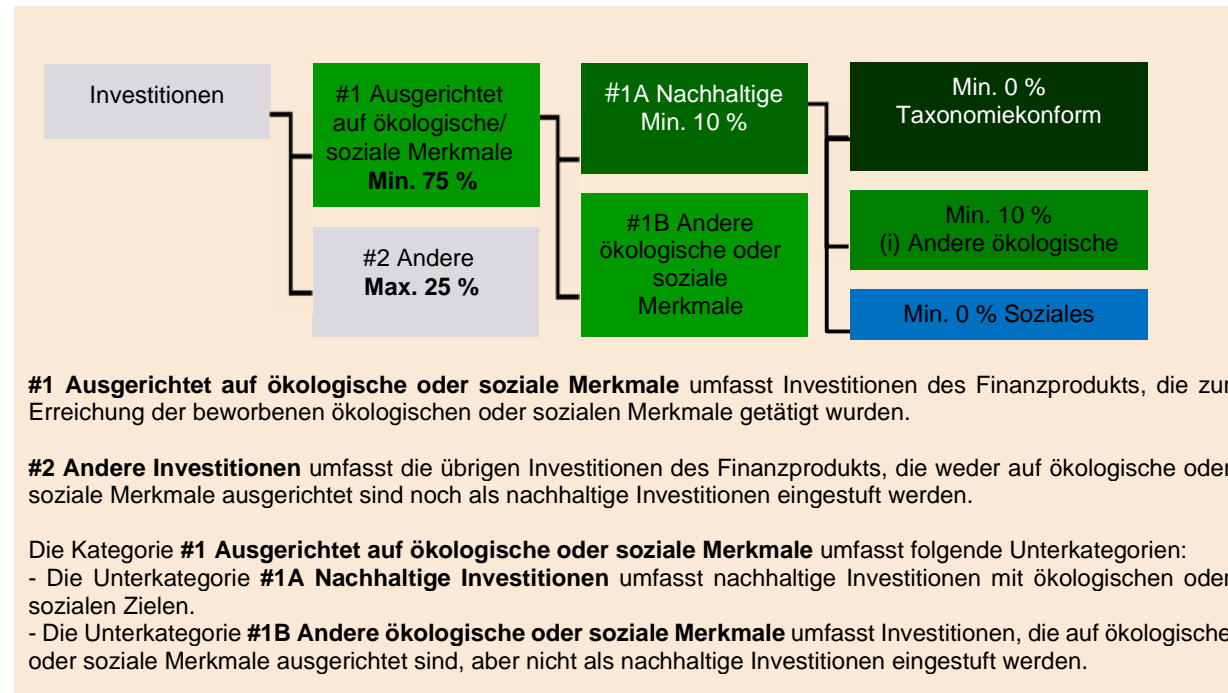 Investitionen
#1 Ausgerichtet
auf ökologische/
soziale Merkmale
Min. 75 %
#2 Andere
Max. 25 %
#1A Nachhaltige
Min. 10 %
#1B Andere
ökologische oder
soziale
Merkmale
Min. 0 %
Taxonomiekonform
Min. 10 %
(i) Andere ökologische
Min. 0 % Soziales
#1 Ausgerichtet auf ökologische oder soziale Merkmale umfasst Investitionen des Finanzprodukts, die zur
Erreichung der beworbenen ökologischen oder sozialen Merkmale getätigt wurden.
#2 Andere Investitionen umfasst die übrigen Investitionen des Finanzprodukts, die weder auf ökologische oder
soziale Merkmale ausgerichtet sind noch als nachhaltige Investitionen eingestuft werden.
Die Kategorie #1 Ausgerichtet auf ökologische oder soziale Merkmale umfasst folgende Unterkategorien:
- Die Unterkategorie #1A Nachhaltige Investitionen umfasst nachhaltige Investitionen mit ökologischen oder
sozialen Zielen.
- Die Unterkategorie #1B Andere ökologische oder soziale Merkmale umfasst Investitionen, die auf ökologische
oder soziale Merkmale ausgerichtet sind, aber nicht als nachhaltige Investitionen eingestuft werden.